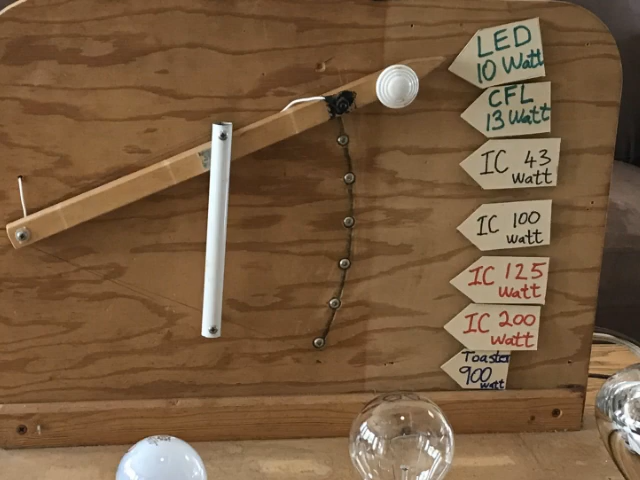 LED
10 Watt
CFL
13 Watt
IC 43
watt
IC 100
watt
IC 125
Watt
IC 200
watt
Toaster
900 watt